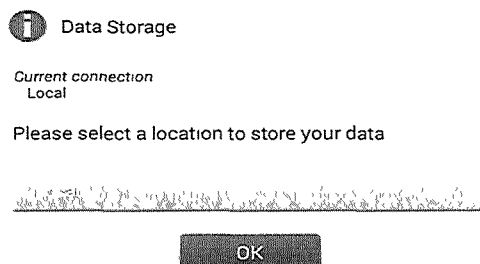 Data Storage
Current connection
Local
Please select a location to store your data
OK